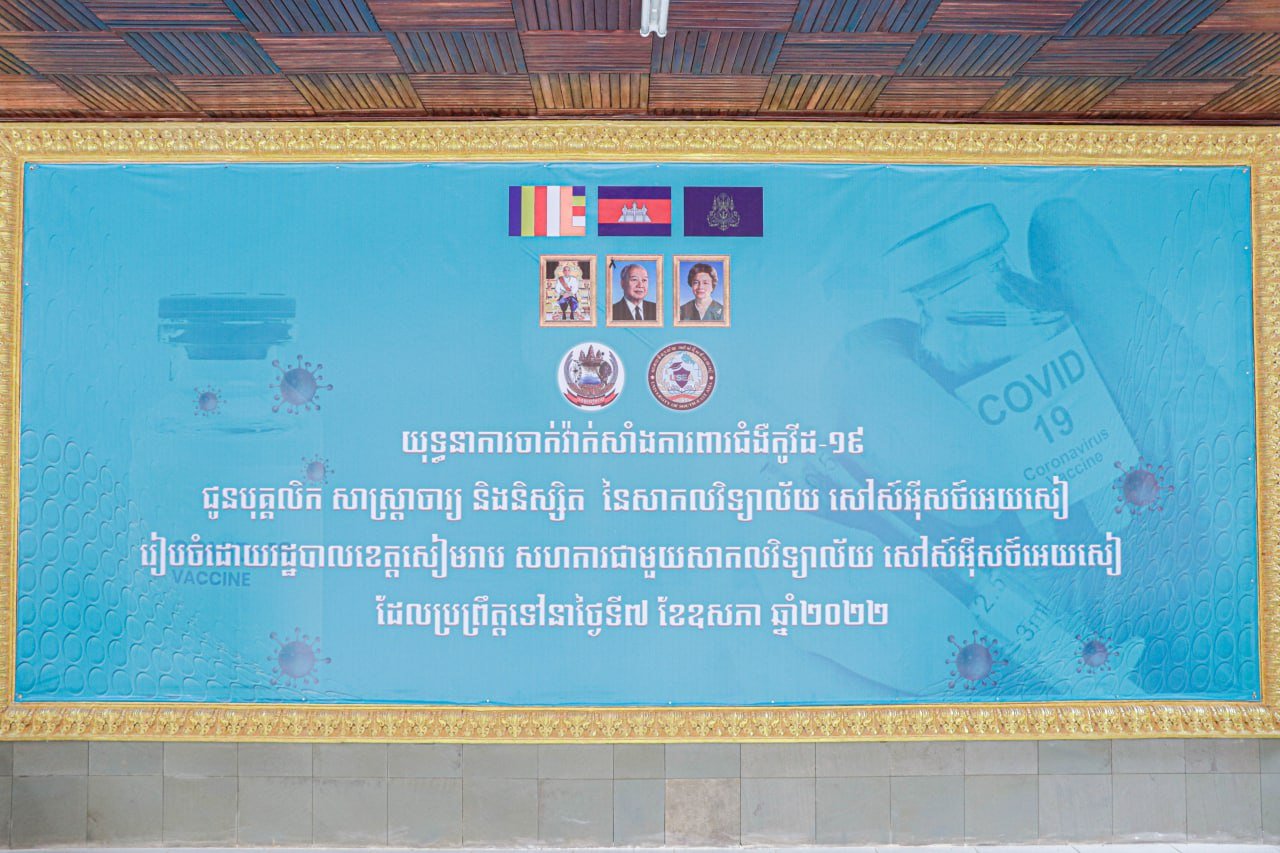 COVID
19
Coronavirus
vaccine
យុទ្ធនាការចាក់វ៉ាក់សាំងការពារជំងឺកូវីដ-១៩
ជូនបុគ្គលិក សាស្ត្រាចារ្យ និងនិស្សិត នៃសាកលវិទ្យាល័យ សៅស៍អ៊ីសថ៍អេយសៀ
រៀបចំដោយរដ្ឋបាលខេត្តសៀមរាប សហការជាមួយសាកលវិទ្យាល័យ សៅស៍អ៊ីសថ៍អេយសៀ
VACCINE
ដែលប្រព្រឹត្តទៅនាថ្ងៃទី៧ ខែឧសភា ឆ្នាំ២០២២